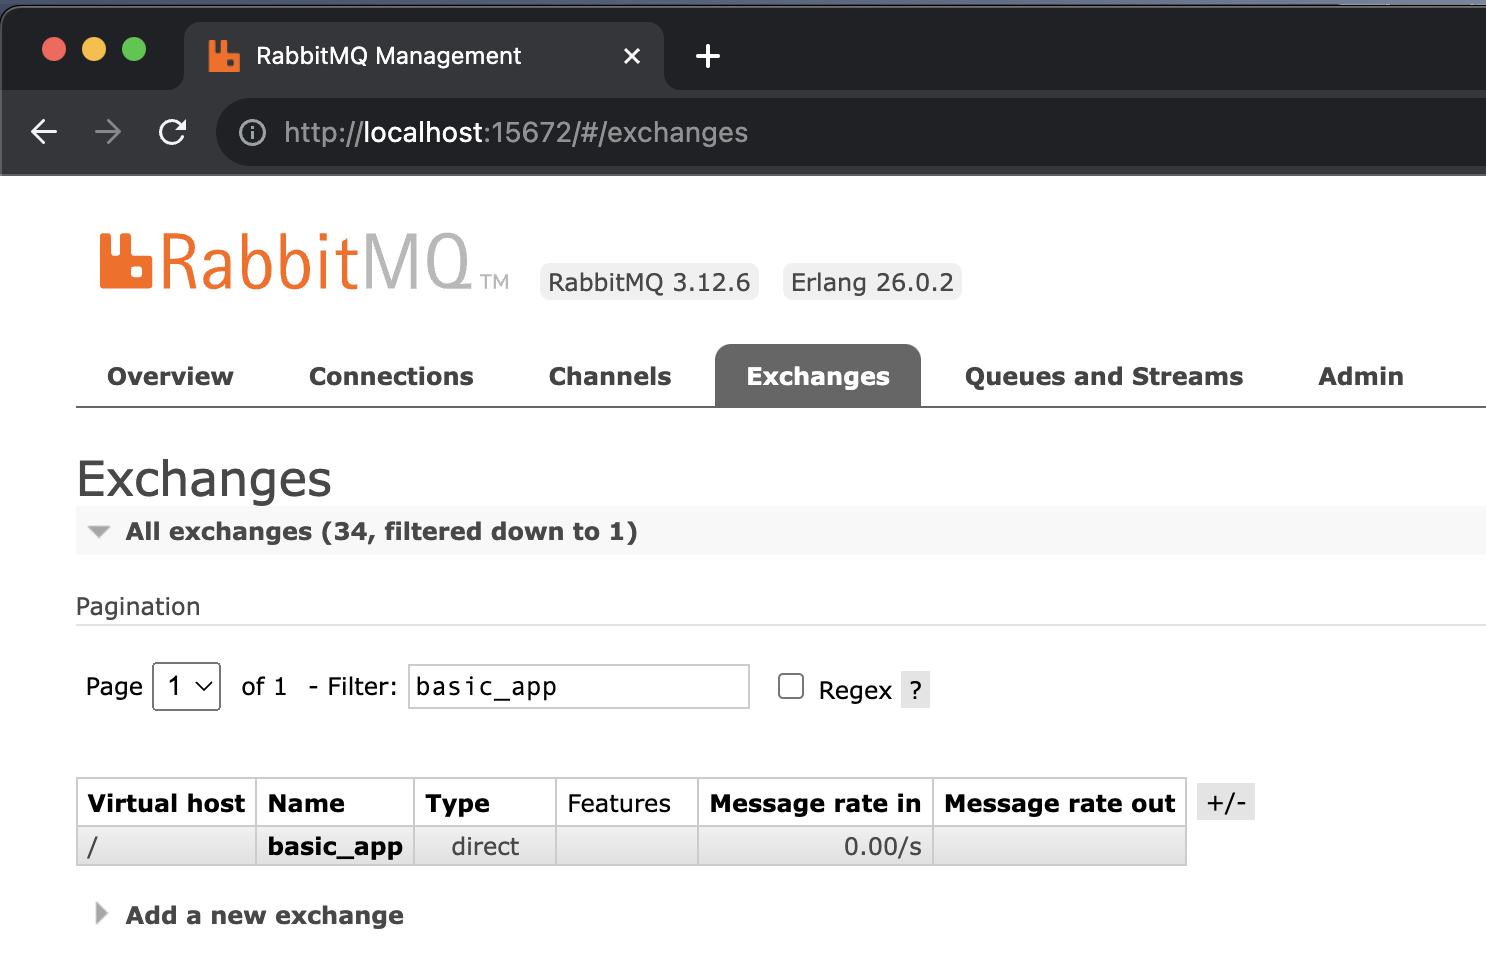 RabbitMQ Management
http://localhost:15672/#/exchanges
RabbitMQ TM RabbitMQ 3.12.6 Erlang 26.0.2
Overview Connections Channels Exchanges Queues and Streams Admin
Exchanges
All exchanges (34, filtered down to 1)
Pagination
Page 1 of 1 - Filter: basic_app Regex ?
Virtual host Name Type Features Message rate in Message rate out +/-
/ basic_app direct 0.00/s
Add a new exchange